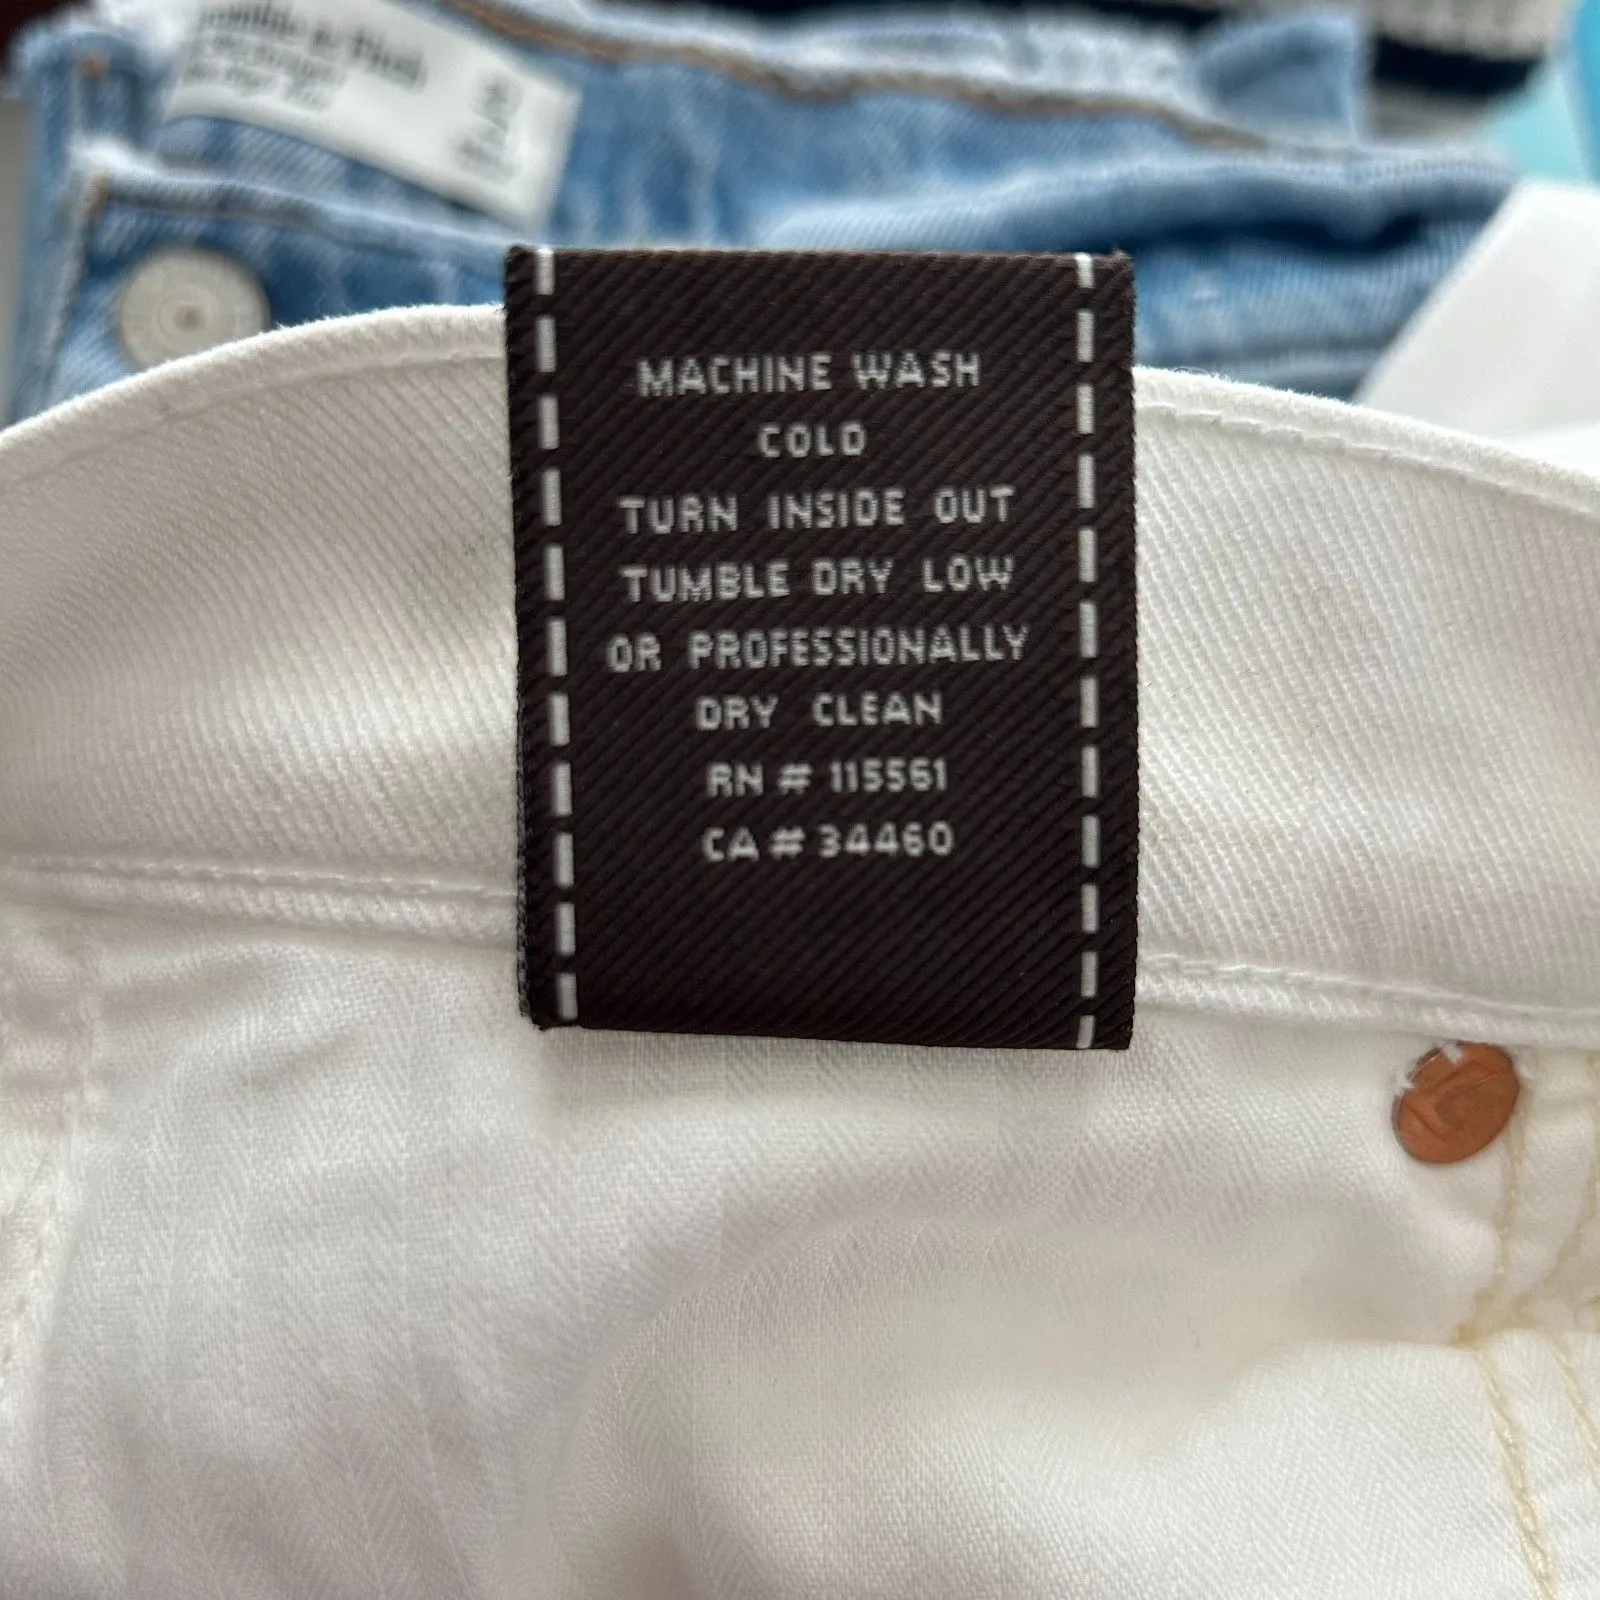 MACHINE WASH
COLD
TURN INSIDE OUT
TUMBLE DRY LOW
OR PROFESSIONALLY
DRY CLEAN
RN # 115561
CA # 34460